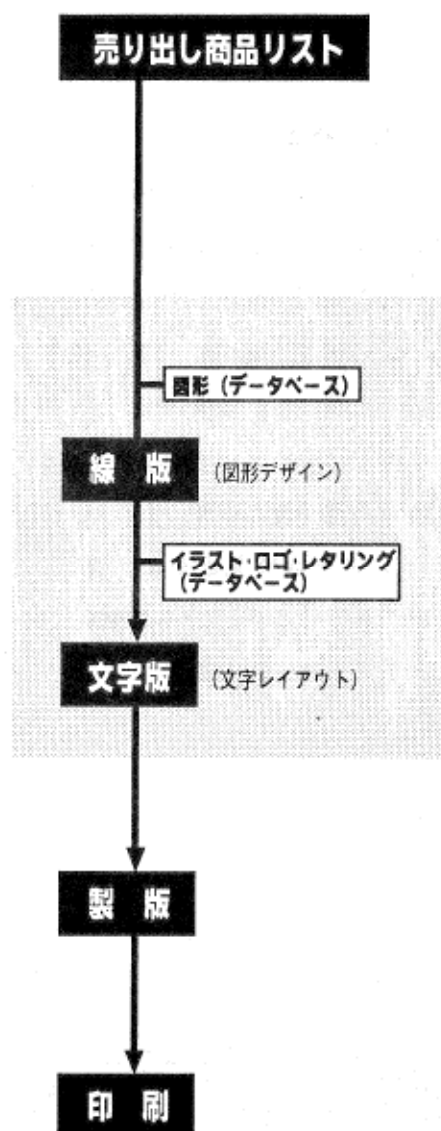 売り出し商品リスト
図形（データベース）
線 版 （図形デザイン）
イラスト・ロゴ・レタリング
（データベース）
文字版 （文字レイアウト）
製 版
印 刷